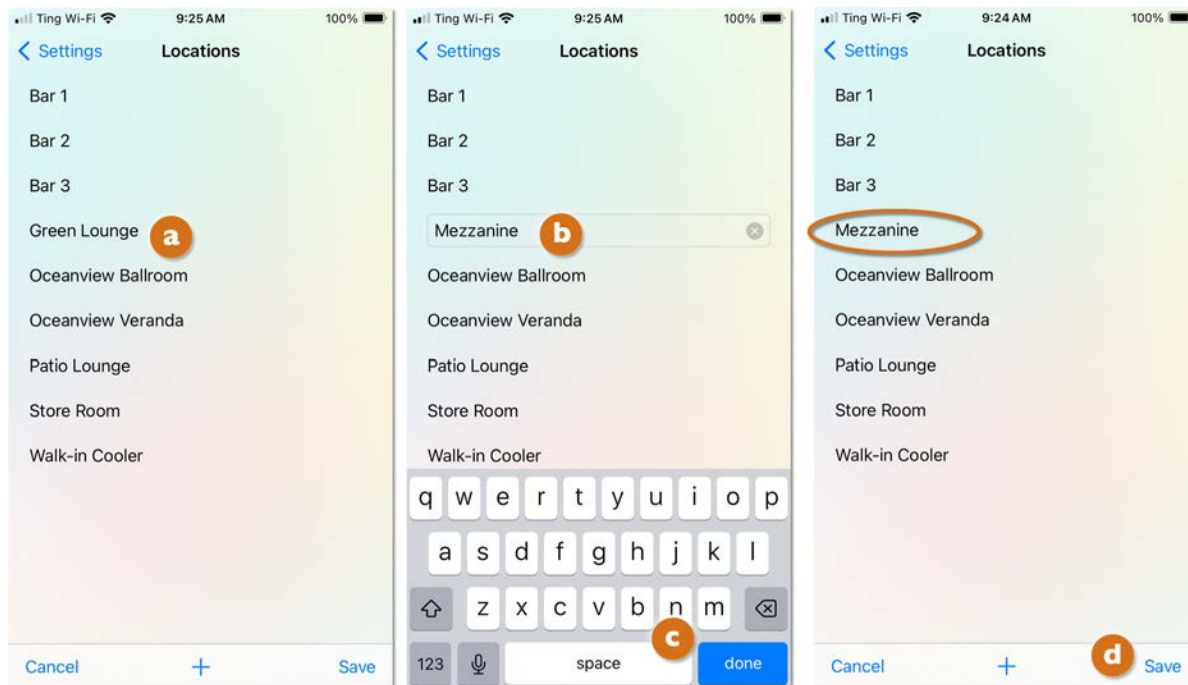 Ting Wi-Fi 9:25 AM 100%
Settings Locations
Bar 1
Bar 2
Bar 3
Green Lounge a
Oceanview Ballroom
Oceanview Veranda
Patio Lounge
Store Room
Walk-in Cooler
Cancel + Save
Ting Wi-Fi 9:25 AM 100%
Settings Locations
Bar 1
Bar 2
Bar 3
Mezzanine b
Oceanview Ballroom
Oceanview Veranda
Patio Lounge
Store Room
Walk-in Cooler
q w e r t y u i o p
a s d f g h j k l
z x c v b n m
c
123 space done
Ting Wi-Fi 9:24 AM 100%
Settings Locations
Bar 1
Bar 2
Bar 3
Mezzanine
Oceanview Ballroom
Oceanview Veranda
Patio Lounge
Store Room
Walk-in Cooler
Cancel + d Save